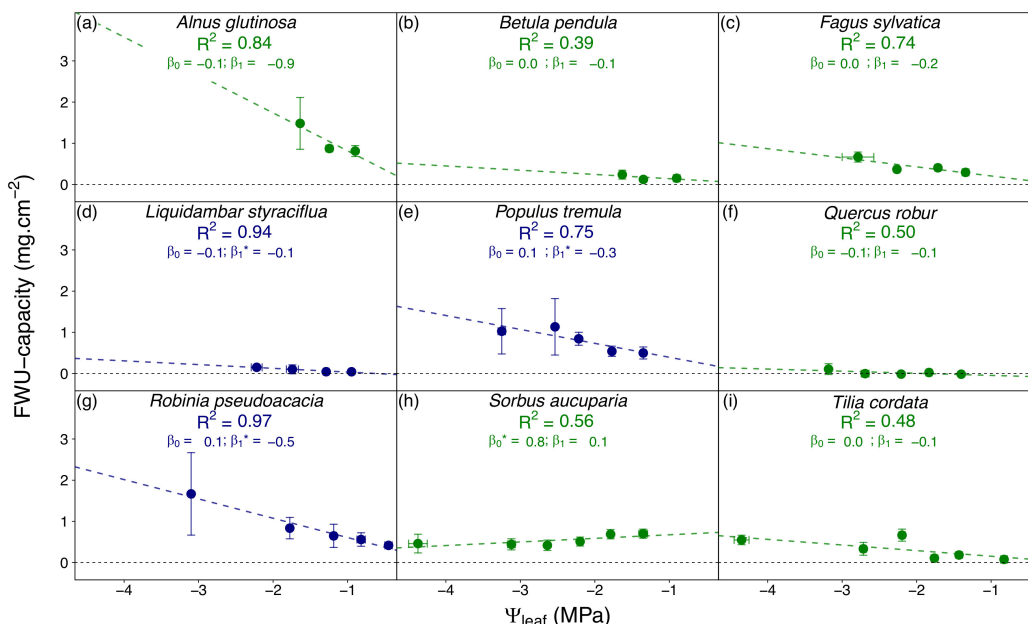 (a) Alnus glutinosa
R² = 0.84
β₀ = −0.1; β₁ = −0.9
(b) Betula pendula
R² = 0.39
β₀ = 0.0 ; β₁ = −0.1
(c) Fagus sylvatica
R² = 0.74
β₀ = 0.0 ; β₁ = −0.2
3
2
1
0
(d) Liquidambar styraciflua
R² = 0.94
β₀ = −0.1; β₁* = −0.1
(e) Populus tremula
R² = 0.75
β₀ = 0.1 ; β₁* = −0.3
(f) Quercus robur
R² = 0.50
β₀ = −0.1; β₁ = −0.1
3
2
1
0
(g) Robinia pseudoacacia
R² = 0.97
β₀ = 0.1; β₁* = −0.5
(h) Sorbus aucuparia
R² = 0.56
β₀* = 0.8; β₁ = 0.1
(i) Tilia cordata
R² = 0.48
β₀ = 0.0 ; β₁ = −0.1
3
2
1
0
FWU−capacity (mg.cm⁻²)
−4 −3 −2 −1 −4 −3 −2 −1 −4 −3 −2 −1
Ψleaf (MPa)